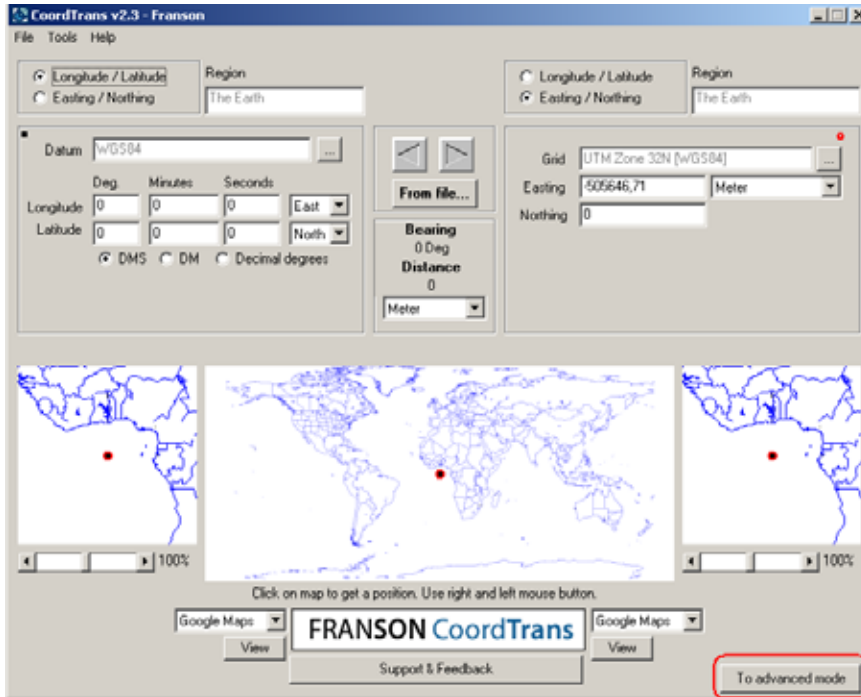 CoordTrans v2.3 - Franson
File Tools Help
Longitude / Latitude
Easting / Northing
Region
The Earth
Longitude / Latitude
Easting / Northing
Region
The Earth
Datum WGS84 ...
Deg. Minutes Seconds
Longitude 0 0 0 East
Latitude 0 0 0 North
DMS DM Decimal degrees
From file...
Bearing
0 Deg
Distance
0
Meter
Grid UTM Zone 32N [WGS84] ...
Easting -505646,71 Meter
Northing 0
100%
100%
Click on map to get a position. Use right and left mouse button.
Google Maps
View
FRANSON CoordTrans
Support & Feedback
Google Maps
View
To advanced mode